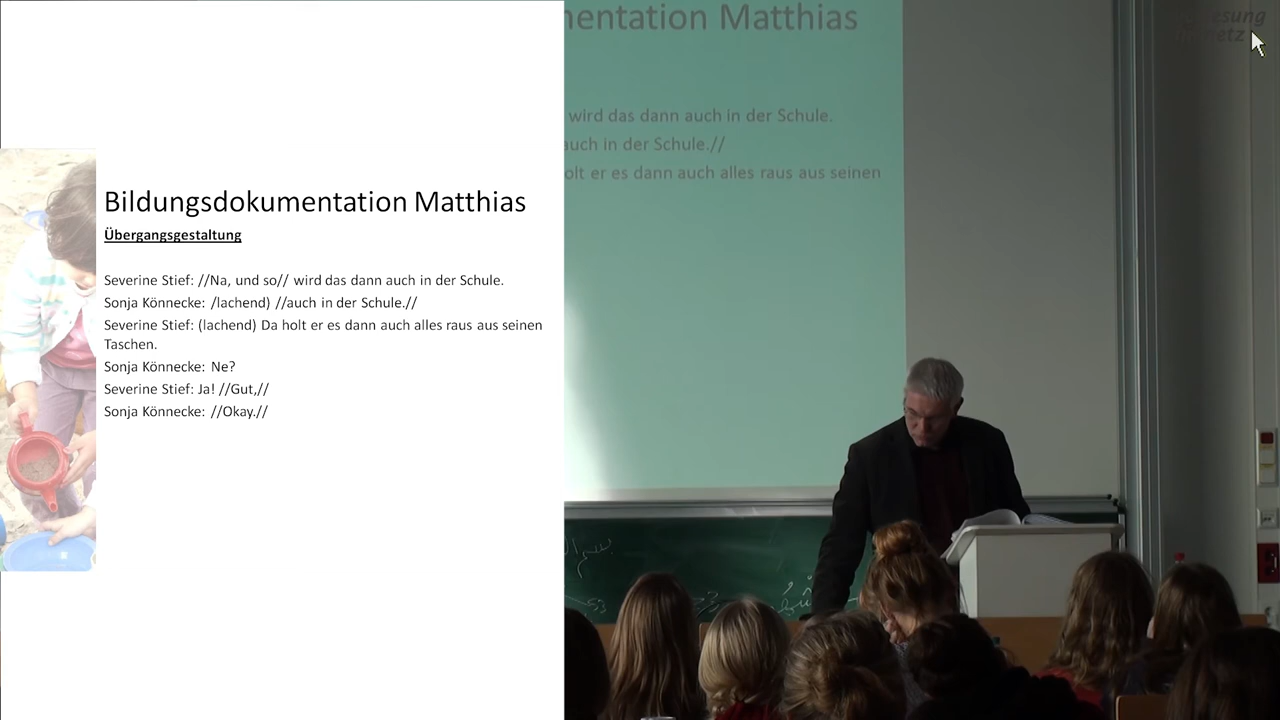 Bildungsdokumentation Matthias
Übergangsgestaltung
Severine Stief: //Na, und so// wird das dann auch in der Schule.
Sonja Könnecke: /lachend) //auch in der Schule.//
Severine Stief: (lachend) Da holt er es dann auch alles raus aus seinen
Taschen.
Sonja Könnecke: Ne?
Severine Stief: Ja! //Gut,//
Sonja Könnecke: //Okay.//
mentation Matthias
wird das dann auch in der Schule.
auch in der Schule.//
olt er es dann auch alles raus aus seinen